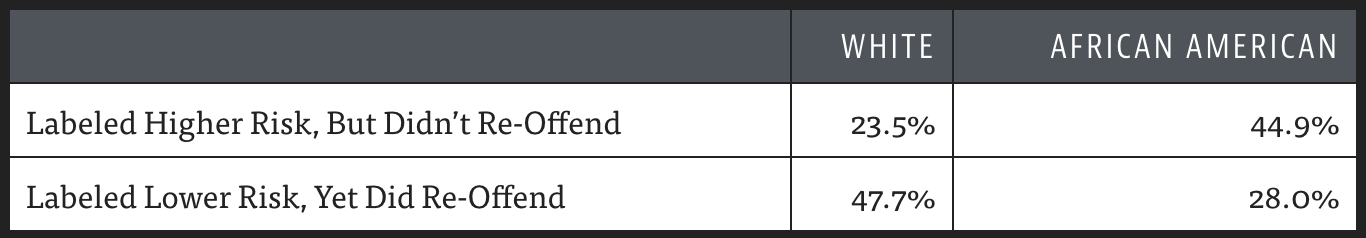 WHITE AFRICAN AMERICAN
Labeled Higher Risk, But Didn’t Re-Offend 23.5% 44.9%
Labeled Lower Risk, Yet Did Re-Offend 47.7% 28.0%